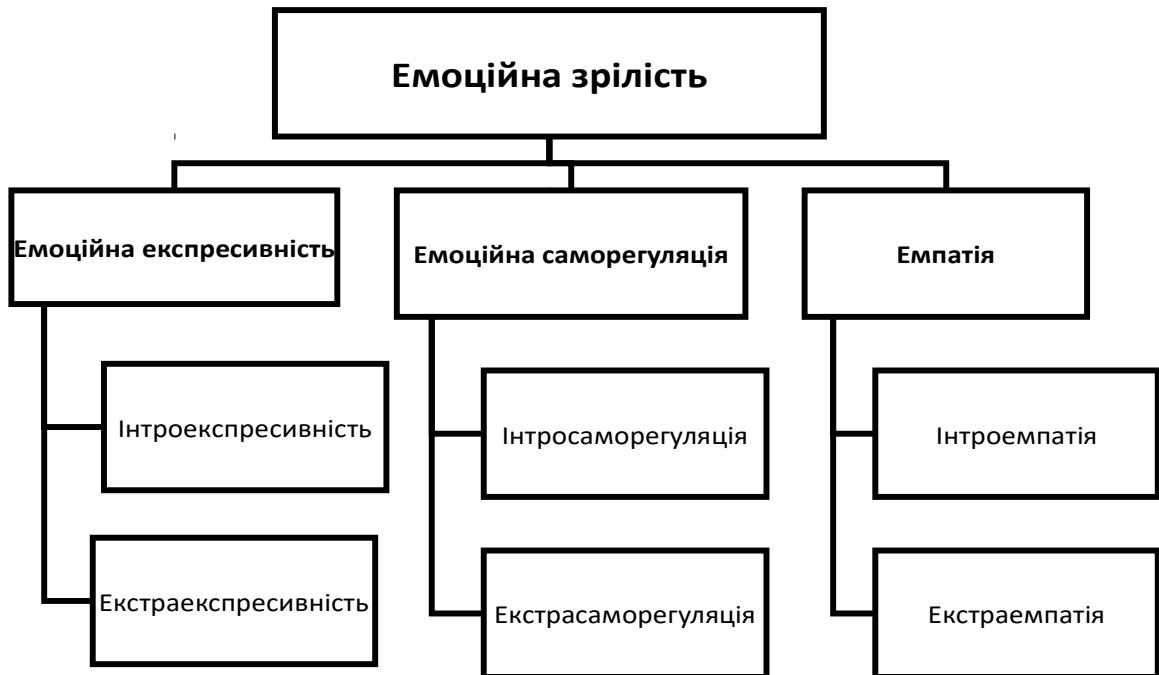 Емоційна зрілість
Емоційна експресивність
Емоційна саморегуляція
Емпатія
Інтроекспресивність
Інтросаморегуляція
Інтроемпатія
Екстраекспресивність
Екстрасаморегуляція
Екстраемпатія